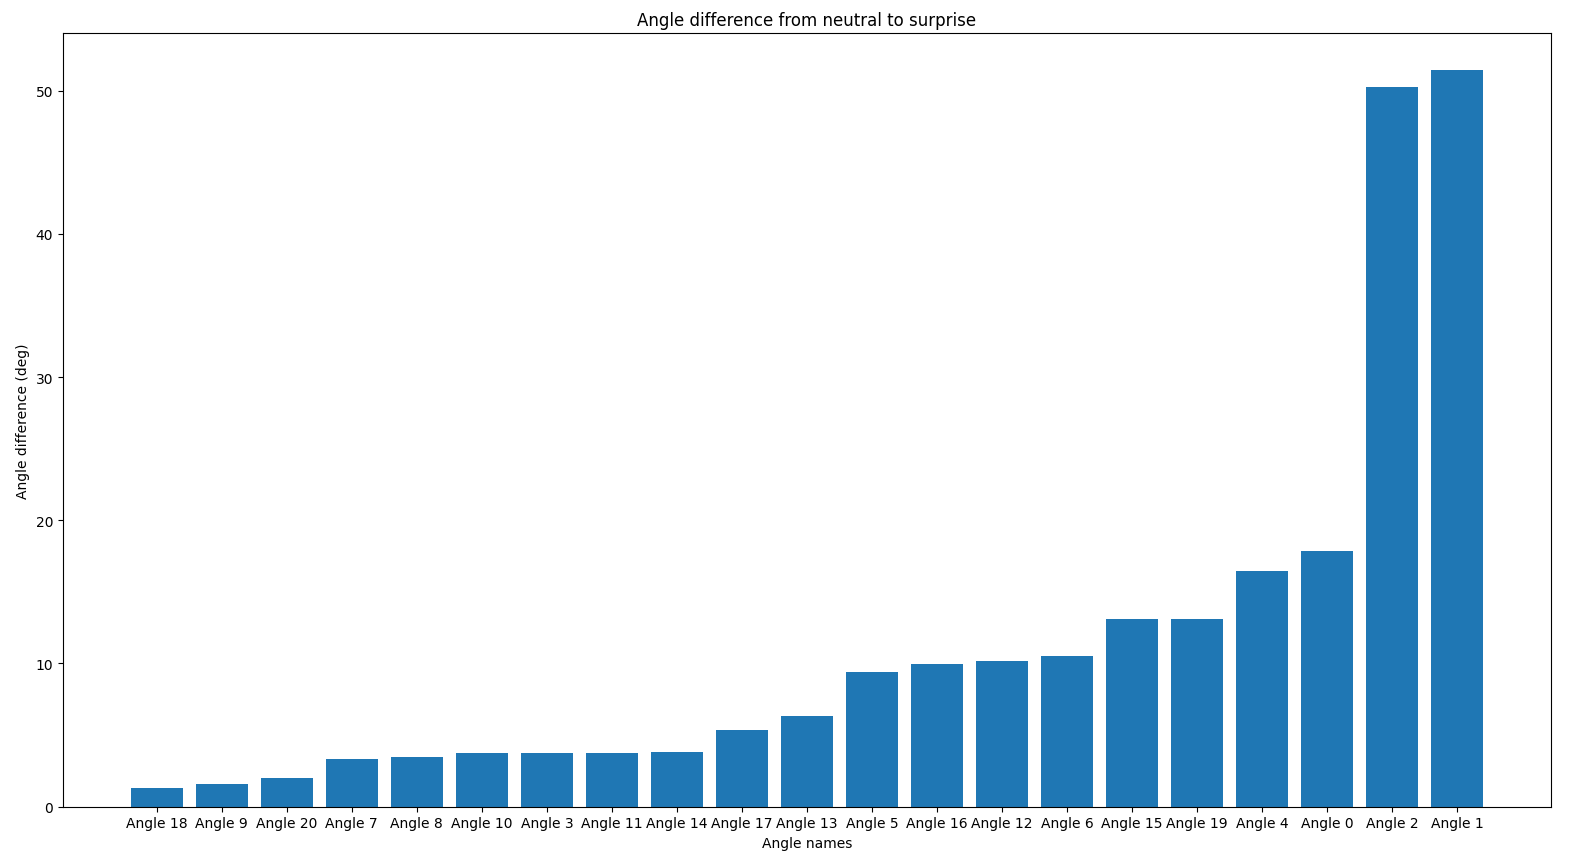 Angle difference from neutral to surprise
50
40
30
20
10
0
Angle difference (deg)
Angle 18 Angle 9 Angle 20 Angle 7 Angle 8 Angle 10 Angle 3 Angle 11 Angle 14 Angle 17 Angle 13 Angle 5 Angle 16 Angle 12 Angle 6 Angle 15 Angle 19 Angle 4 Angle 0 Angle 2 Angle 1
Angle names